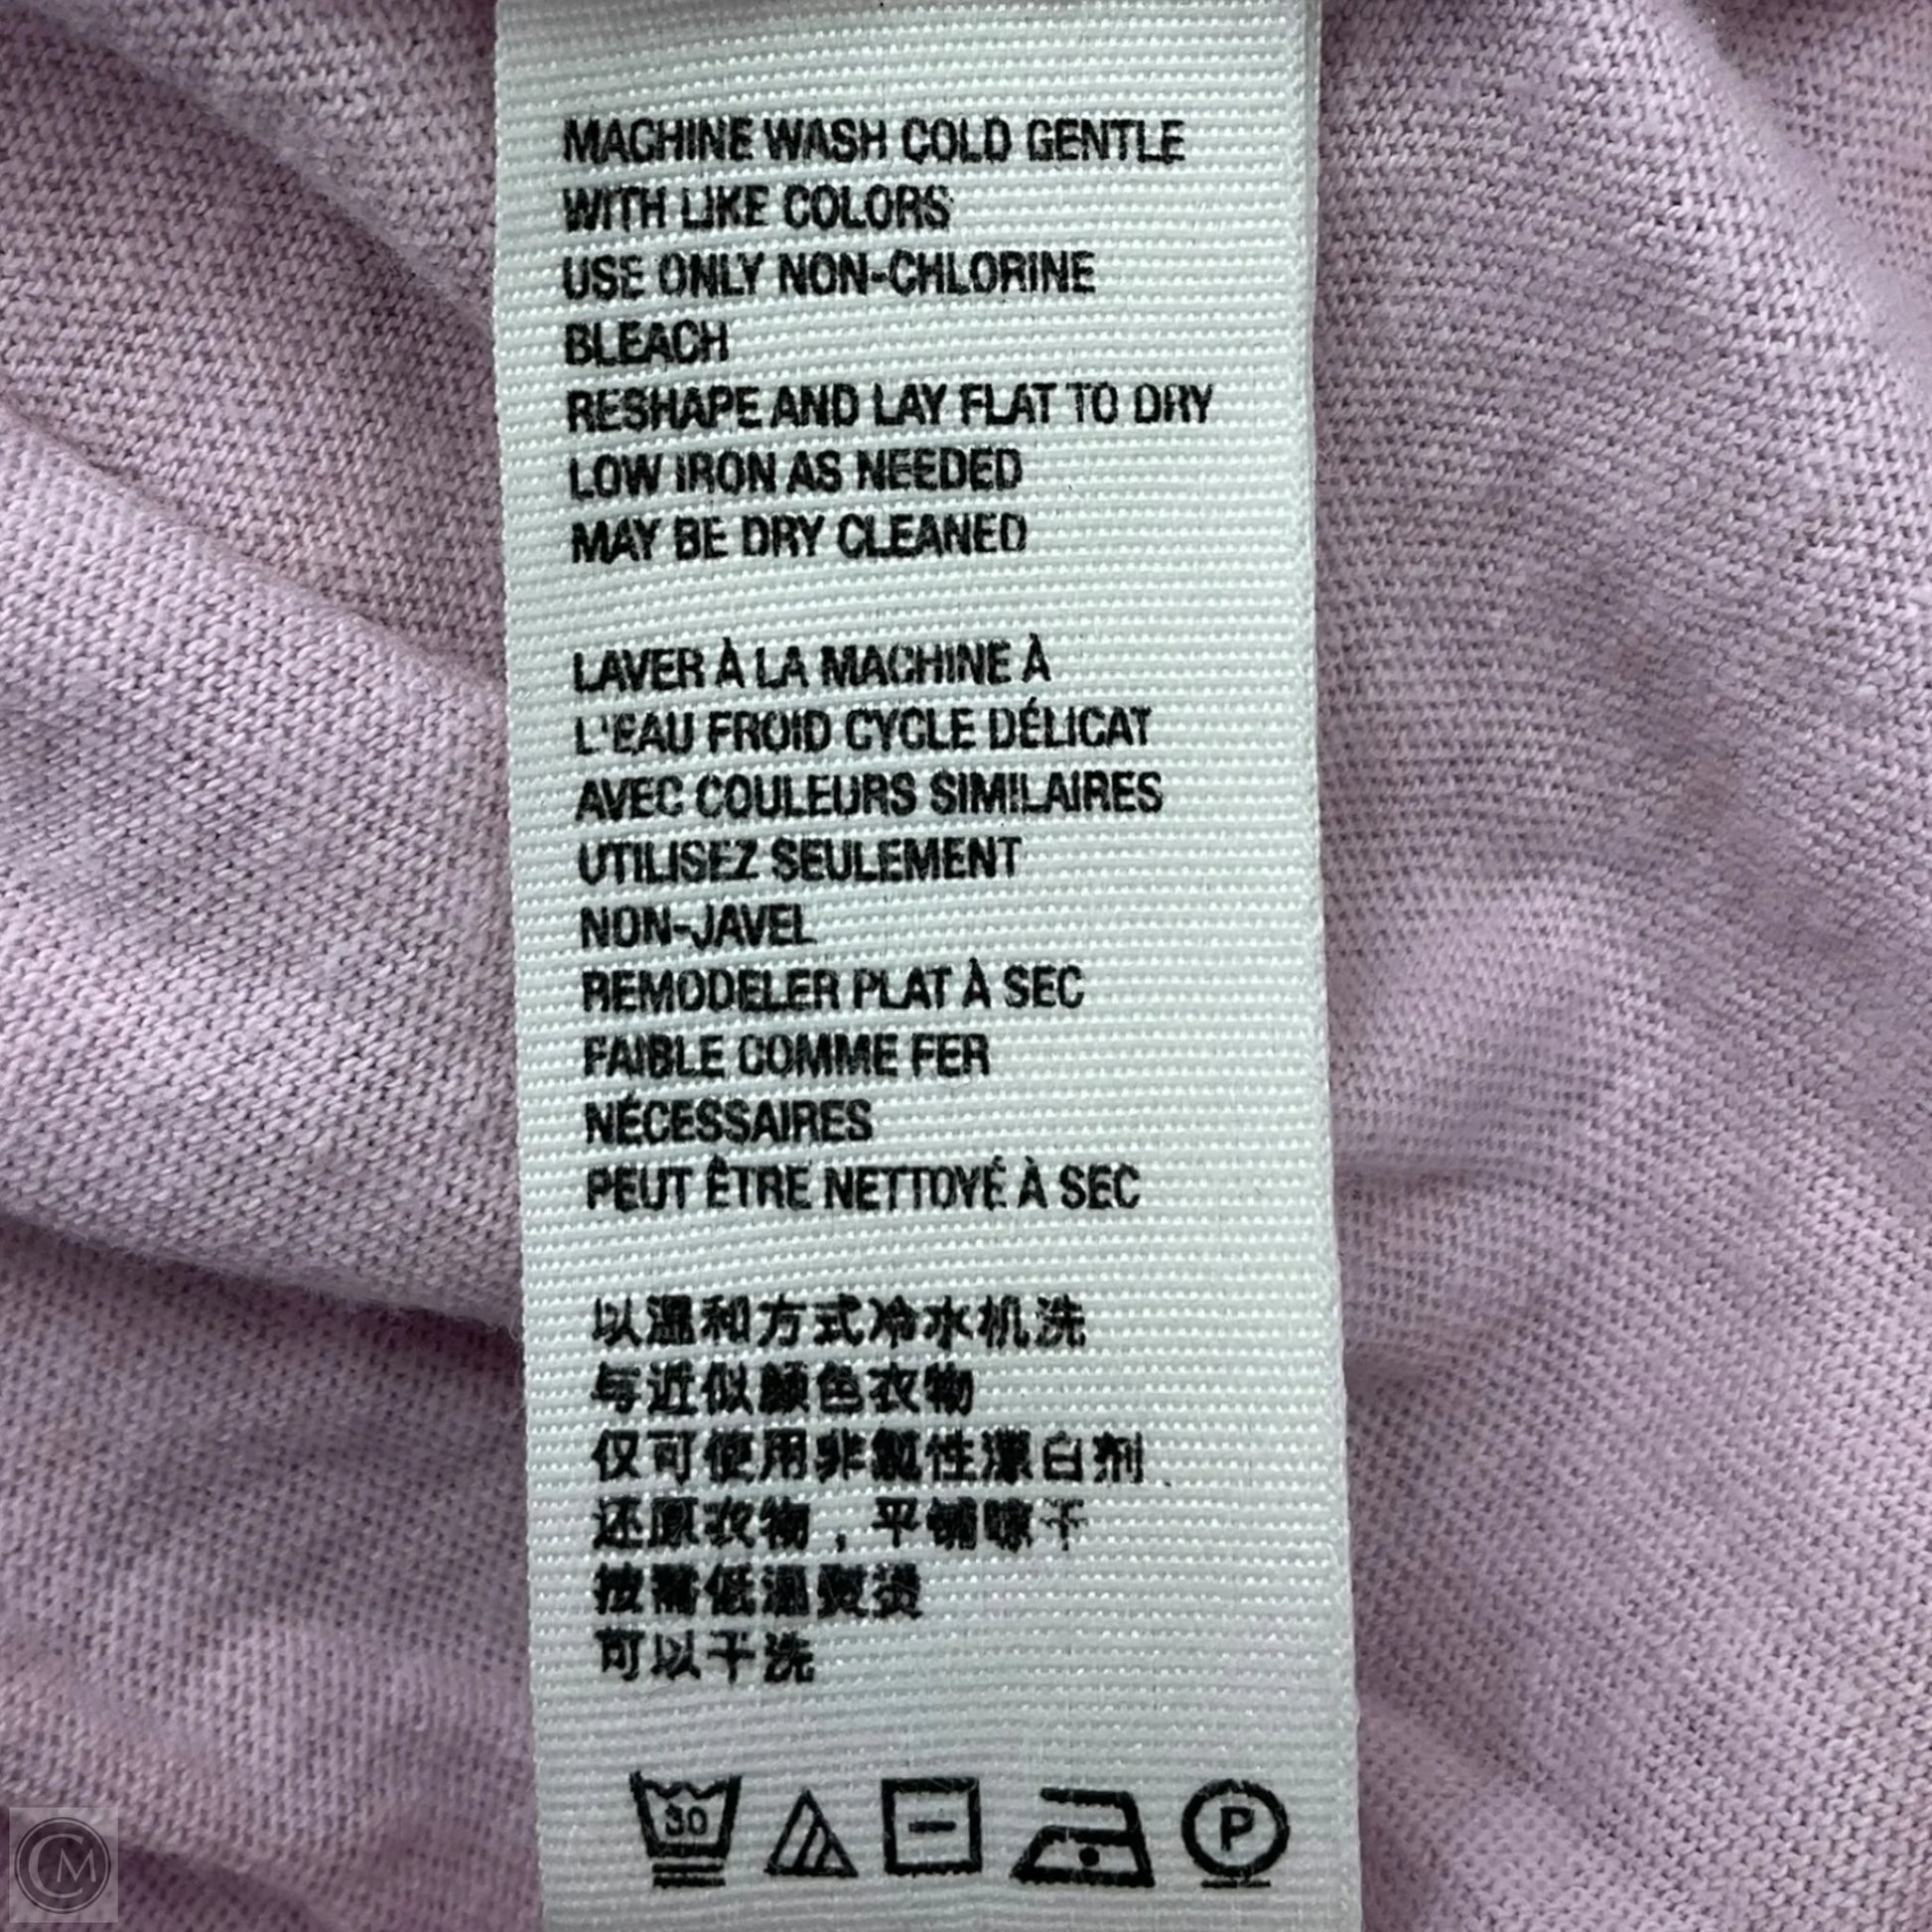 MACHINE WASH COLD GENTLE
WITH LIKE COLORS
USE ONLY NON-CHLORINE
BLEACH
RESHAPE AND LAY FLAT TO DRY
LOW IRON AS NEEDED
MAY BE DRY CLEANED
LAVER À LA MACHINE À
L'EAU FROID CYCLE DÉLICAT
AVEC COULEURS SIMILAIRES
UTILISEZ SEULEMENT
NON-JAVEL
REMODELER PLAT À SEC
FAIBLE COMME FER
NÉCESSAIRES
PEUT ÊTRE NETTOYÉ À SEC
以温和方式冷水机洗
与近似颜色衣物
仅可使用非氯性漂白剂
还原衣物，平铺晾干
按需低温熨烫
可以干洗
30 P
CM